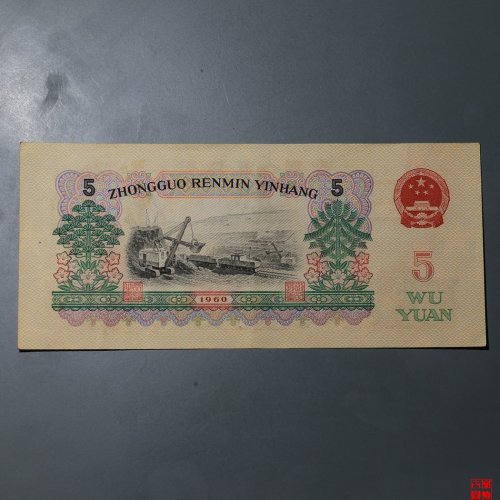 5 ZHONGGUO RENMIN YINHANG 5
1960
5
WU
YUAN